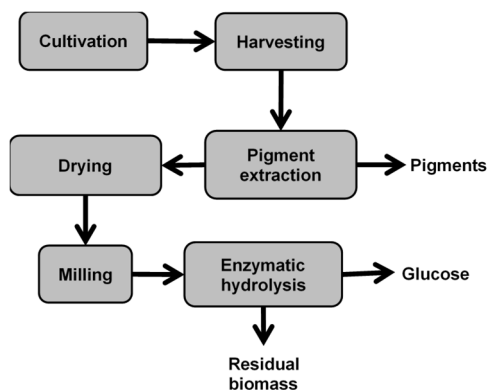 Cultivation
Harvesting
Pigment
extraction
Pigments
Drying
Milling
Enzymatic
hydrolysis
Glucose
Residual
biomass